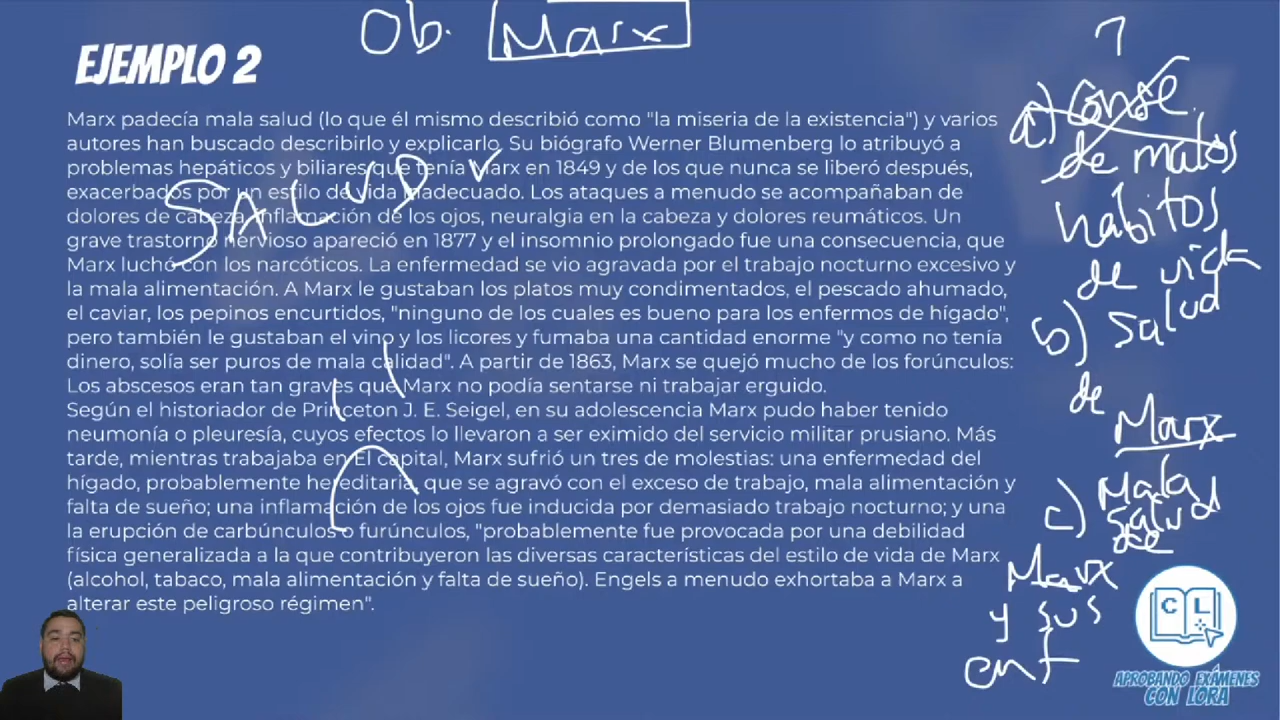 Ob. Marx
EJEMPLO 2
Marx padecía mala salud (lo que él mismo describió como "la miseria de la existencia") y varios
autores han buscado describirlo y explicarlo. Su biógrafo Werner Blumenberg lo atribuyó a
problemas hepáticos y biliares que tenía Marx en 1849 y de los que nunca se liberó después,
exacerbados por un estilo de vida inadecuado. Los ataques a menudo se acompañaban de
dolores de cabeza, inflamación de los ojos, neuralgia en la cabeza y dolores reumáticos. Un
grave trastorno nervioso apareció en 1877 y el insomnio prolongado fue una consecuencia, que
Marx luchó con los narcóticos. La enfermedad se vio agravada por el trabajo nocturno excesivo y
la mala alimentación. A Marx le gustaban los platos muy condimentados, el pescado ahumado,
el caviar, los pepinos encurtidos, "ninguno de los cuales es bueno para los enfermos de hígado",
pero también le gustaban el vino y los licores y fumaba una cantidad enorme "y como no tenía
dinero, solía ser puros de mala calidad". A partir de 1863, Marx se quejó mucho de los forúnculos:
Los abscesos eran tan graves que Marx no podía sentarse ni trabajar erguido.
Según el historiador de Princeton J. E. Seigel, en su adolescencia Marx pudo haber tenido
neumonía o pleuresía, cuyos efectos lo llevaron a ser eximido del servicio militar prusiano. Más
tarde, mientras trabajaba en El capital, Marx sufrió un tres de molestias: una enfermedad del
hígado, probablemente hereditaria, que se agravó con el exceso de trabajo, mala alimentación y
falta de sueño; una inflamación de los ojos fue inducida por demasiado trabajo nocturno; y una
la erupción de carbúnculos o furúnculos, "probablemente fue provocada por una debilidad
física generalizada a la que contribuyeron las diversas características del estilo de vida de Marx
(alcohol, tabaco, mala alimentación y falta de sueño). Engels a menudo exhortaba a Marx a
alterar este peligroso régimen".
SALUD
a) Conse.
de malos
hábitos
de vida
b) Salud
de
Marx
c) Mala
Salud
de
Marx
y sus
enf
C L
APROBANDO EXÁMENES
CON LORA